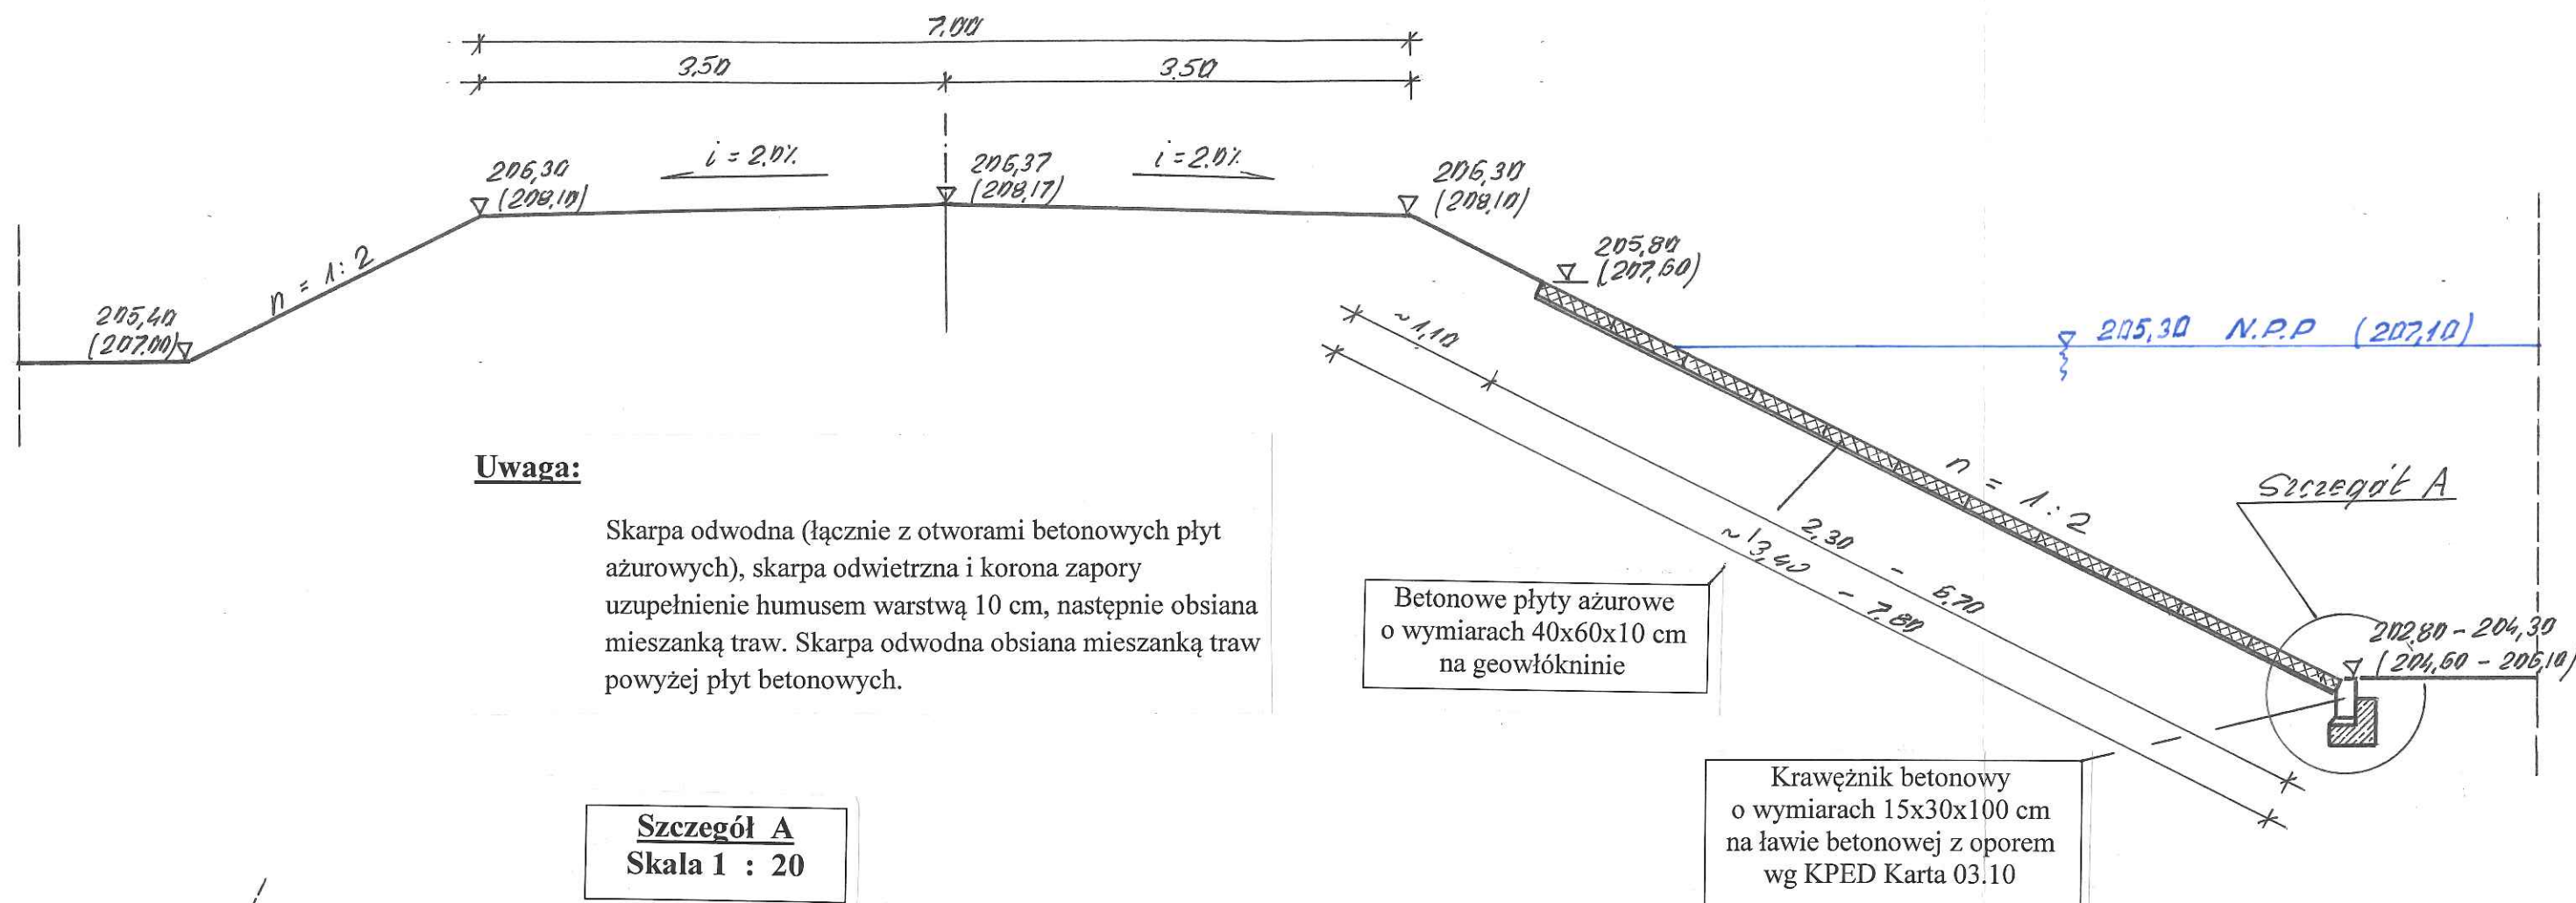 7,00
3,50
3,50
206,30
(208,10)
i = 2,0%
206,37
(208,17)
i = 2,0%
206,30
(208,10)
205,80
(207,60)
n = 1:2
205,40
(207,00)
~1,10
205,30 N.P.P (207,10)
n = 1:2
Szczegół A
2,30 - 6,70
~ 3,40 - 7,80
202,80 - 204,30
(204,60 - 206,10)
Uwaga:
Skarpa odwodna (łącznie z otworami betonowych płyt
ażurowych), skarpa odwietrzna i korona zapory
uzupełnienie humusem warstwą 10 cm, następnie obsiana
mieszanką traw. Skarpa odwodna obsiana mieszanką traw
powyżej płyt betonowych.
Betonowe płyty ażurowe
o wymiarach 40x60x10 cm
na geowłókninie
Krawężnik betonowy
o wymiarach 15x30x100 cm
na ławie betonowej z oporem
wg KPED Karta 03.10
Szczegół A
Skala 1 : 20